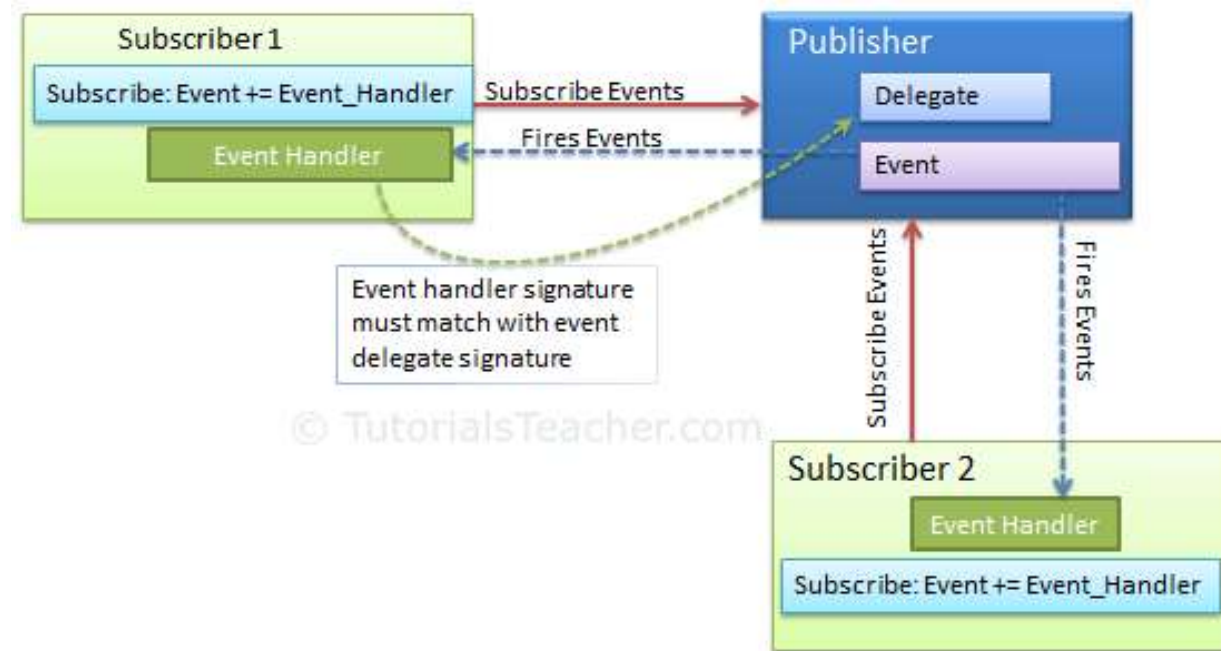 Subscriber 1
Subscribe: Event += Event_Handler
Event Handler
Subscribe Events
Fires Events
Publisher
Delegate
Event
Event handler signature
must match with event
delegate signature
Subscribe Events
Fires Events
© TutorialsTeacher.com
Subscriber 2
Event Handler
Subscribe: Event += Event_Handler